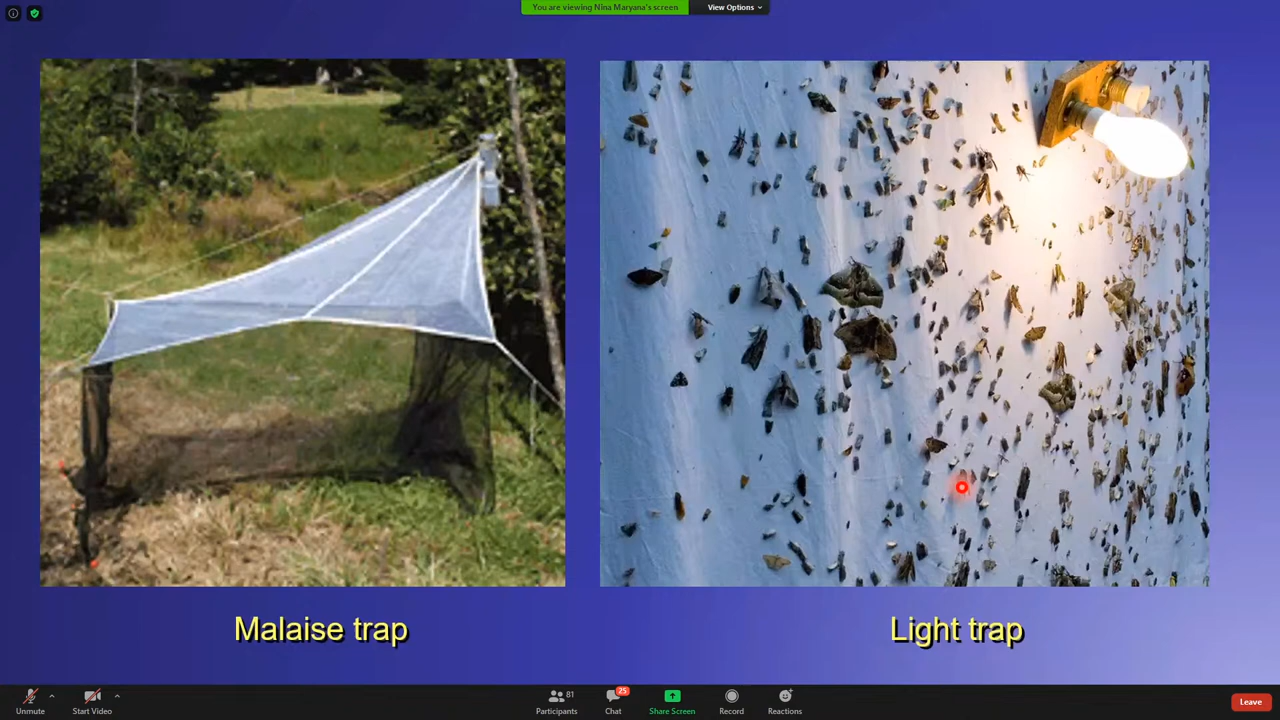 You are viewing Nina Maryana's screen
View Options
Malaise trap
Light trap
Unmute
Start Video
81
Participants
25
Chat
Share Screen
Record
Reactions
Leave